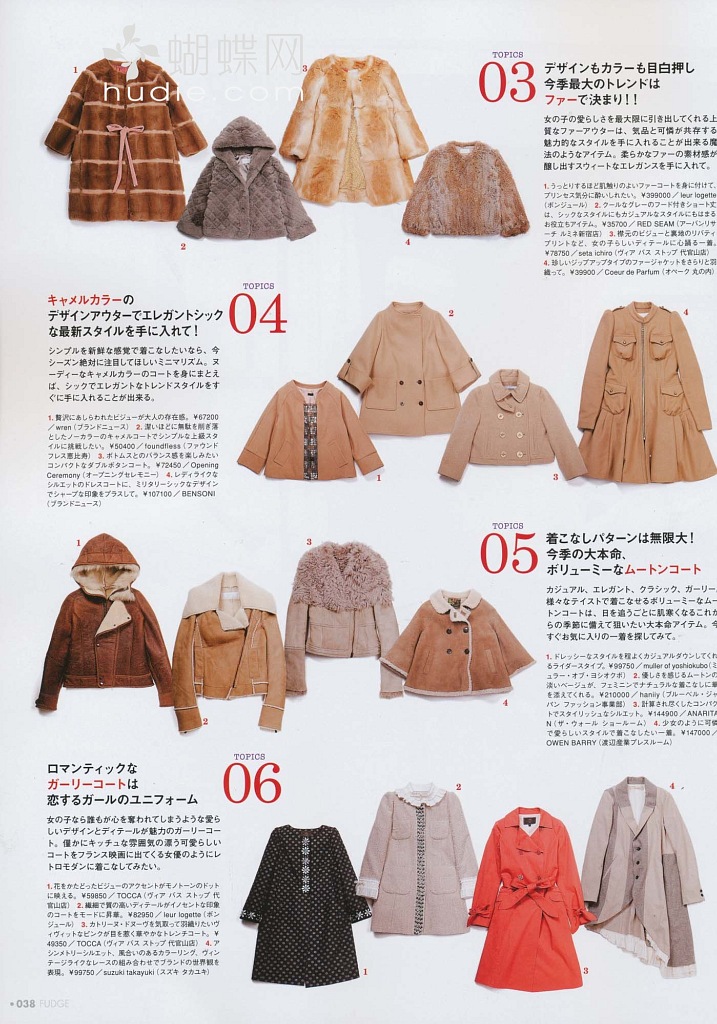 蝴蝶网
hudie.com
TOPICS
03
デザインもカラーも目白押し
今季最大のトレンドは
ファーで決まり!!
女の子の愛らしさを最大限に引き出してくれる上
質なファーアウターは、気品と可憐が共存する
魅力的なスタイルを手に入れることが出来る魔
法のようなアイテム。柔らかなファーの素材感が
醸し出すスウィートなエレガンスを手に入れて。
1. うっとりするほど肌触りのよいファーコートを身に付けて、
プリンセス気分に酔いしれたい。¥399000/leur logette
(ボンジュール) 2. クールなグレーのフード付きショート丈
は、シックなスタイルにもカジュアルなスタイルにもはまる
お役立ちアイテム。¥35700/RED SEAM(アーバンリサ
ーチ ルミネ新宿店) 3. 襟元のビジューと裏地のリバティ
プリントなど、女の子らしいディテールに心踊る一着。
¥78750/seta ichiro(ヴィア バス ストップ 代官山店)
4. 珍しいジップアップタイプのファージャケットをさらりと羽
織って。¥39900/Coeur de Parfum(オペーク 丸の内)
1
2
3
4
キャメルカラーの
デザインアウターでエレガントシック
な最新スタイルを手に入れて!
TOPICS
04
シンプルを新鮮な感覚で着こなしたいなら、今
シーズン絶対に注目してほしいミニマリズム。ヌ
ーディーなキャメルカラーのコートを身にまとえ
ば、シックでエレガントなトレンドスタイルをす
ぐに手に入れることが出来る。
1. 贅沢にあしらわれたビジューが大人の存在感。¥67200
/wren(ブランドニュース) 2. 潔いほどに無駄を削ぎ落
としたノーカラーのキャメルコートでシンプルな上級スタ
イルに挑戦したい。¥50400/foundfless(ファウンド
フレス恵比寿) 3. ボトムスとのバランス感を楽しみたい
コンパクトなダブルボタンコート。¥72450/Opening
Ceremony(オープニングセレモニー) 4. レディライクな
シルエットのドレスコートに、ミリタリーシックなデザイン
でシャープな印象をプラスして。¥107100/BENSONI
(ブランドニュース)
1
2
3
4
TOPICS
05
着こなしパターンは無限大!
今季の大本命、
ボリューミーなムートンコート
カジュアル、エレガント、クラシック、ガーリー、
様々なテイストで着こなせるボリューミーなムー
トンコートは、日を追うごとに肌寒くなるこれか
らの季節に備えて狙いたい大本命アイテム。今
すぐお気に入りの一着を探してみて。
1. ドレッシーなスタイルを程よくカジュアルダウンしてくれ
るライダースタイプ。¥99750/muller of yoshiokubo(ミ
ュラー・オブ・ヨシオクボ) 2. 優しさを感じるムートンの
淡いベージュが、フェミニンでナチュラルな着こなしに華
を添えてくれる。¥210000/haniiy(ブルーベル・ジャ
パン ファッション事業部) 3. 計算され尽くしたコンパク
トでスタイリッシュなシルエット。¥144900/ANARITA
N(ザ・ウォール ショールーム) 4. 少女のように可憐
で愛らしいスタイルで着こなしたい一着。¥147000/
OWEN BARRY(渡辺産業プレスルーム)
1
2
3
4
ロマンティックな
ガーリーコートは
恋するガールのユニフォーム
TOPICS
06
女の子なら誰もが心を奪われてしまうような愛ら
しいデザインとディテールが魅力のガーリーコー
ト。僅かにキッチュな雰囲気の漂う可愛らしい
コートをフランス映画に出てくる女優のようにレ
トロモダンに着こなしてみたい。
1. 花をかたどったビジューのアクセントがモノトーンのドット
に映える。¥59850/TOCCA(ヴィア バス ストップ 代
官山店) 2. 繊細で質の高いディテールがイノセントな印象
のコートをモードに昇華。¥82950/leur logette(ボン
ジュール) 3. カトリーヌ・ドヌーヴを気取って羽織りたいヴ
ィヴィットなピンクが目を惹く華やかなトレンチコート。¥
49350/TOCCA(ヴィア バス ストップ 代官山店) 4. ア
シンメトリーシルエット、風合いのあるカラーリング、ヴィン
テージライクなレースの組み合わせでブランドの世界観を
表現。¥99750/suzuki takayuki(スズキ タカユキ)
1
2
3
4
038 FUDGE